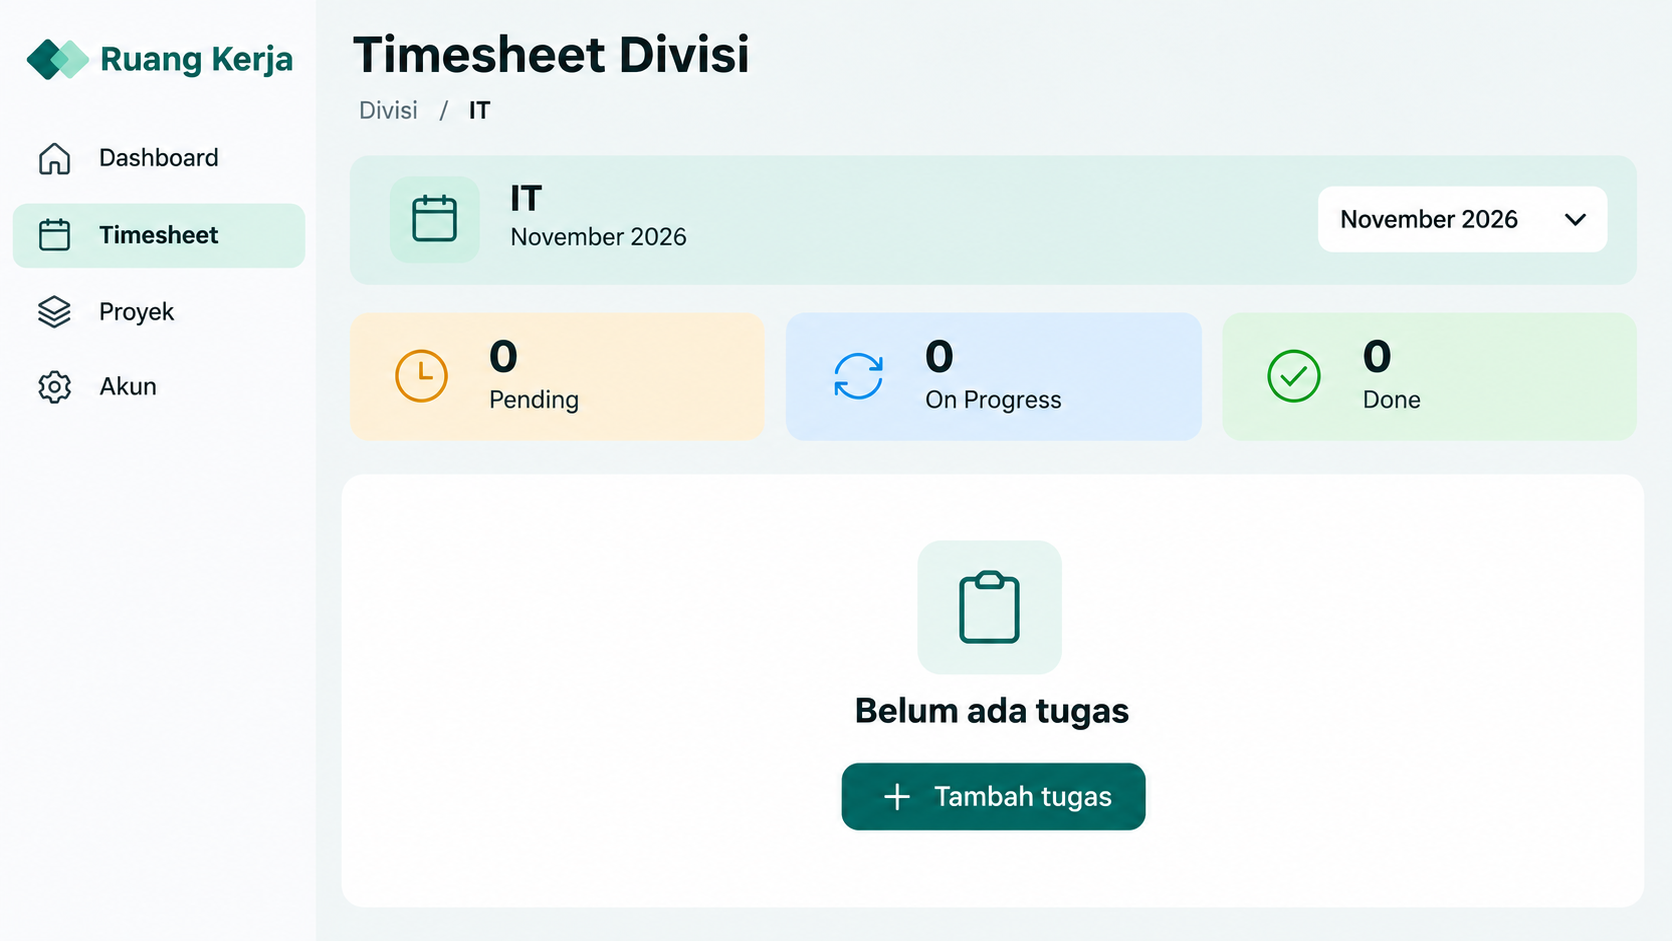 Ruang Kerja
Dashboard
Timesheet
Proyek
Akun
Timesheet Divisi
Divisi / IT
IT
November 2026
November 2026
0
Pending
0
On Progress
0
Done
Belum ada tugas
+ Tambah tugas